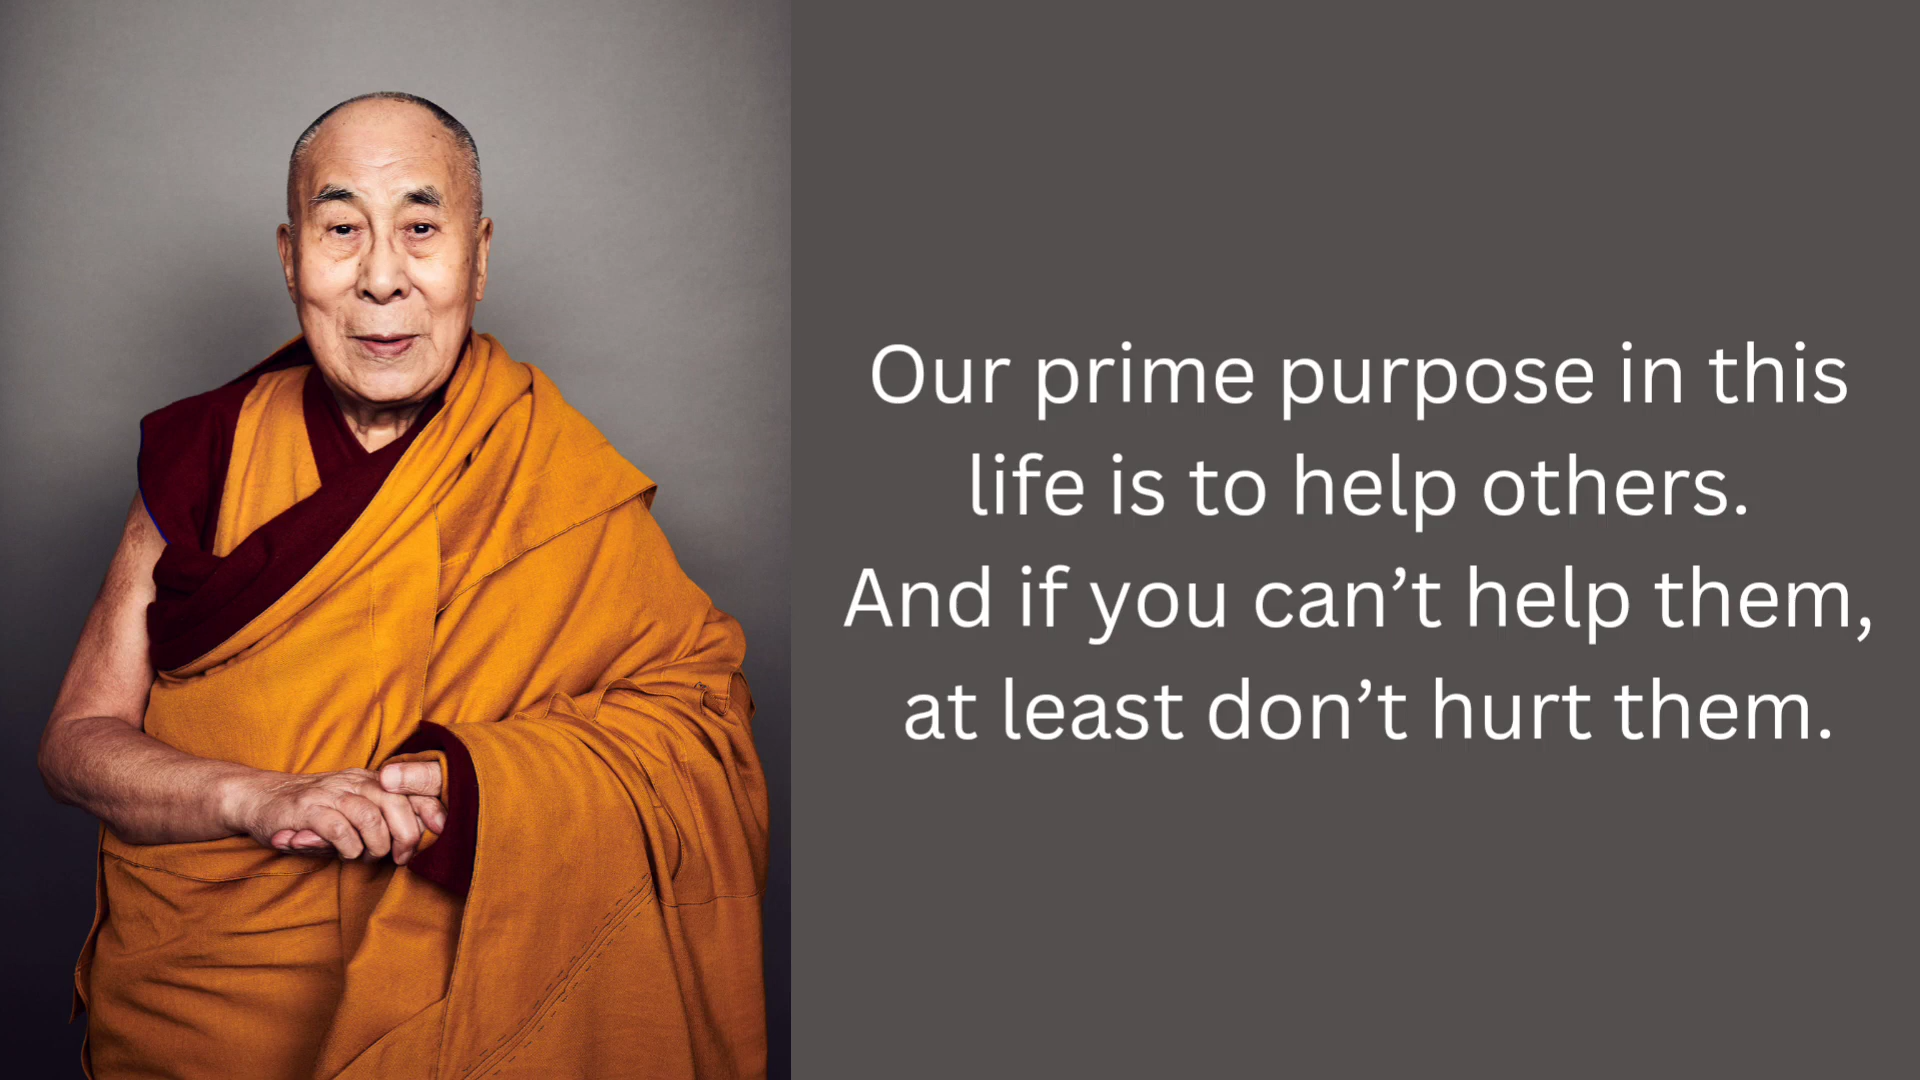 Our prime purpose in this
life is to help others.
And if you can’t help them,
at least don’t hurt them.